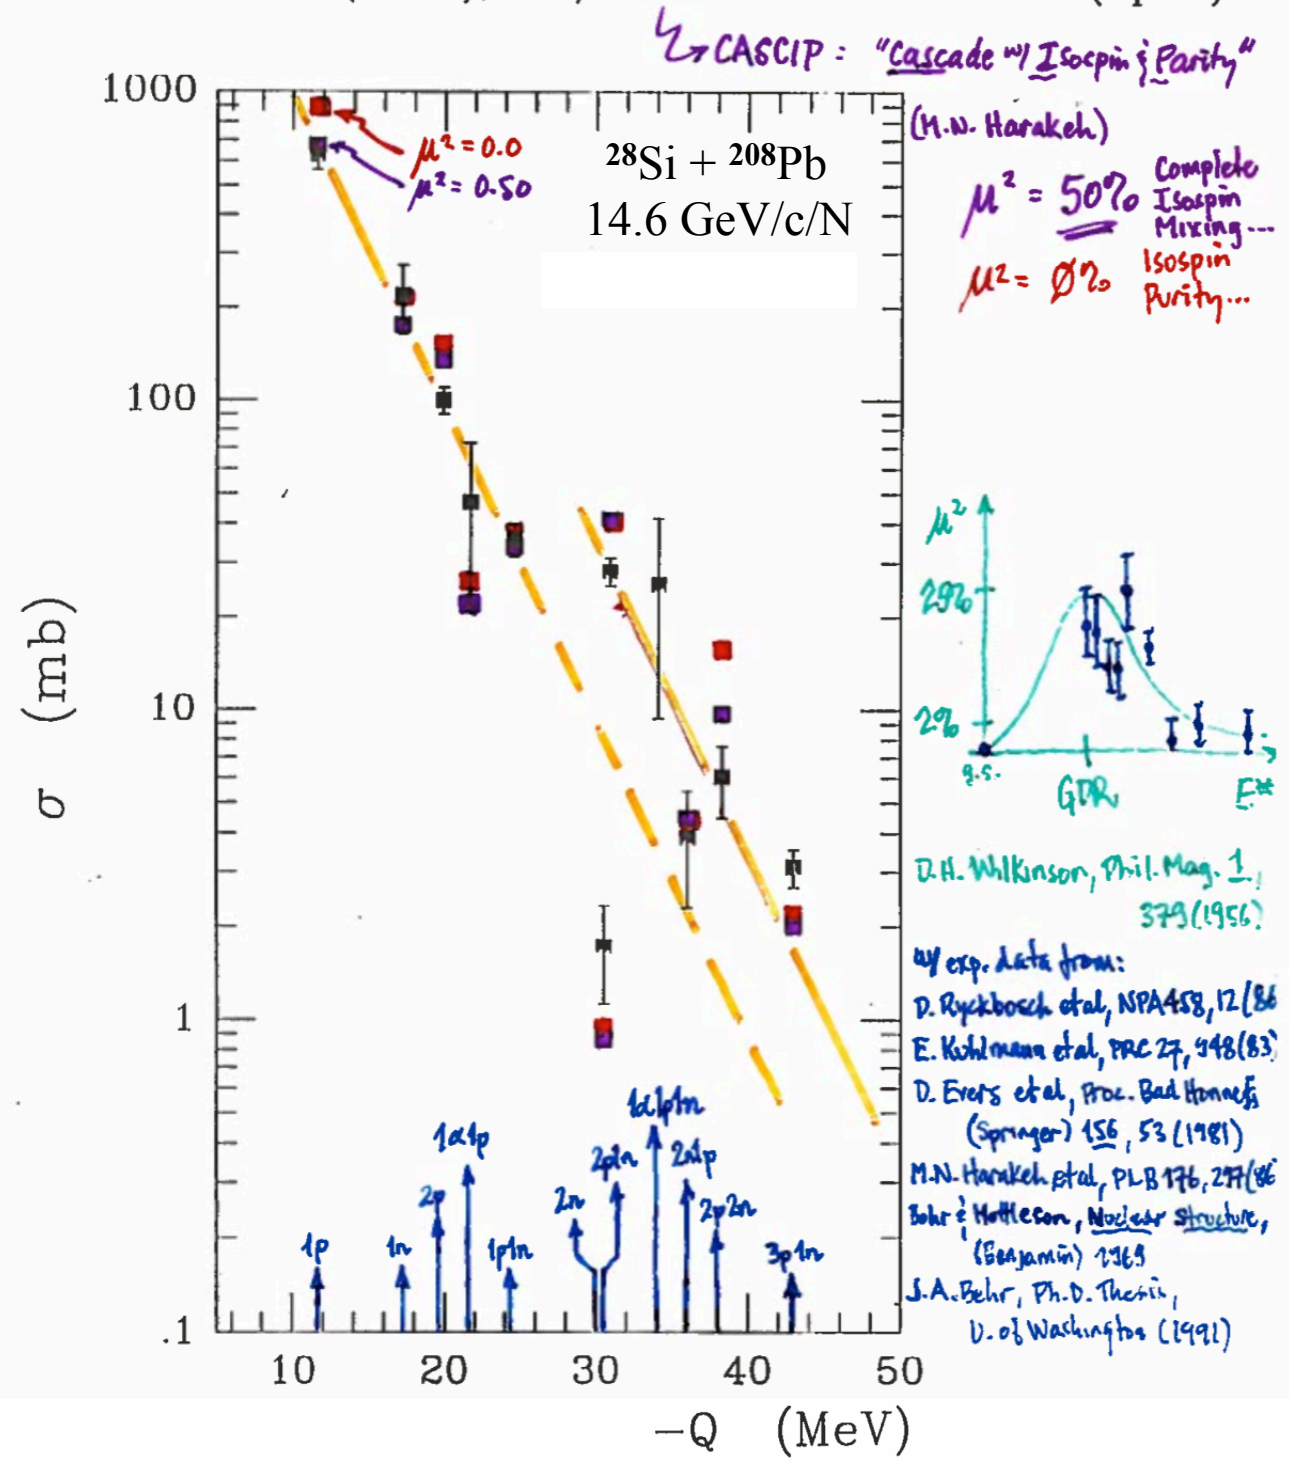 CASCIP: "Cascade w/ Isospin & Parity"
(M.N. Harakeh)
μ² = 50% Complete
Isospin
Mixing...
μ² = Ø% Isospin
Purity...
μ² = 0.0
μ² = 0.50
²⁸Si + ²⁰⁸Pb
14.6 GeV/c/N
1000
100
10
1
.1
σ (mb)
1p
1n
2p
1α1p
1p1n
2n
2p1n
1α1p1n
2n1p
2p2n
3p1n
10 20 30 40 50
−Q (MeV)
μ²
29%
2%
g.s.
GDR
E*
D.H. Wilkinson, Phil. Mag. 1,
379 (1956)
w/ exp. data from:
D. Ryckbosch et al, NPA 458, 12 (86
E. Kuhlmann et al, PRC 27, 948 (83)
D. Evers et al, Proc. Bad Honnef,
(Springer) 156, 53 (1981)
M.N. Harakeh et al, PLB 176, 297 (86
Bohr & Mottleson, Nuclear Structure,
(Benjamin) 1969
J.A. Behr, Ph.D. Thesis,
U. of Washington (1991)